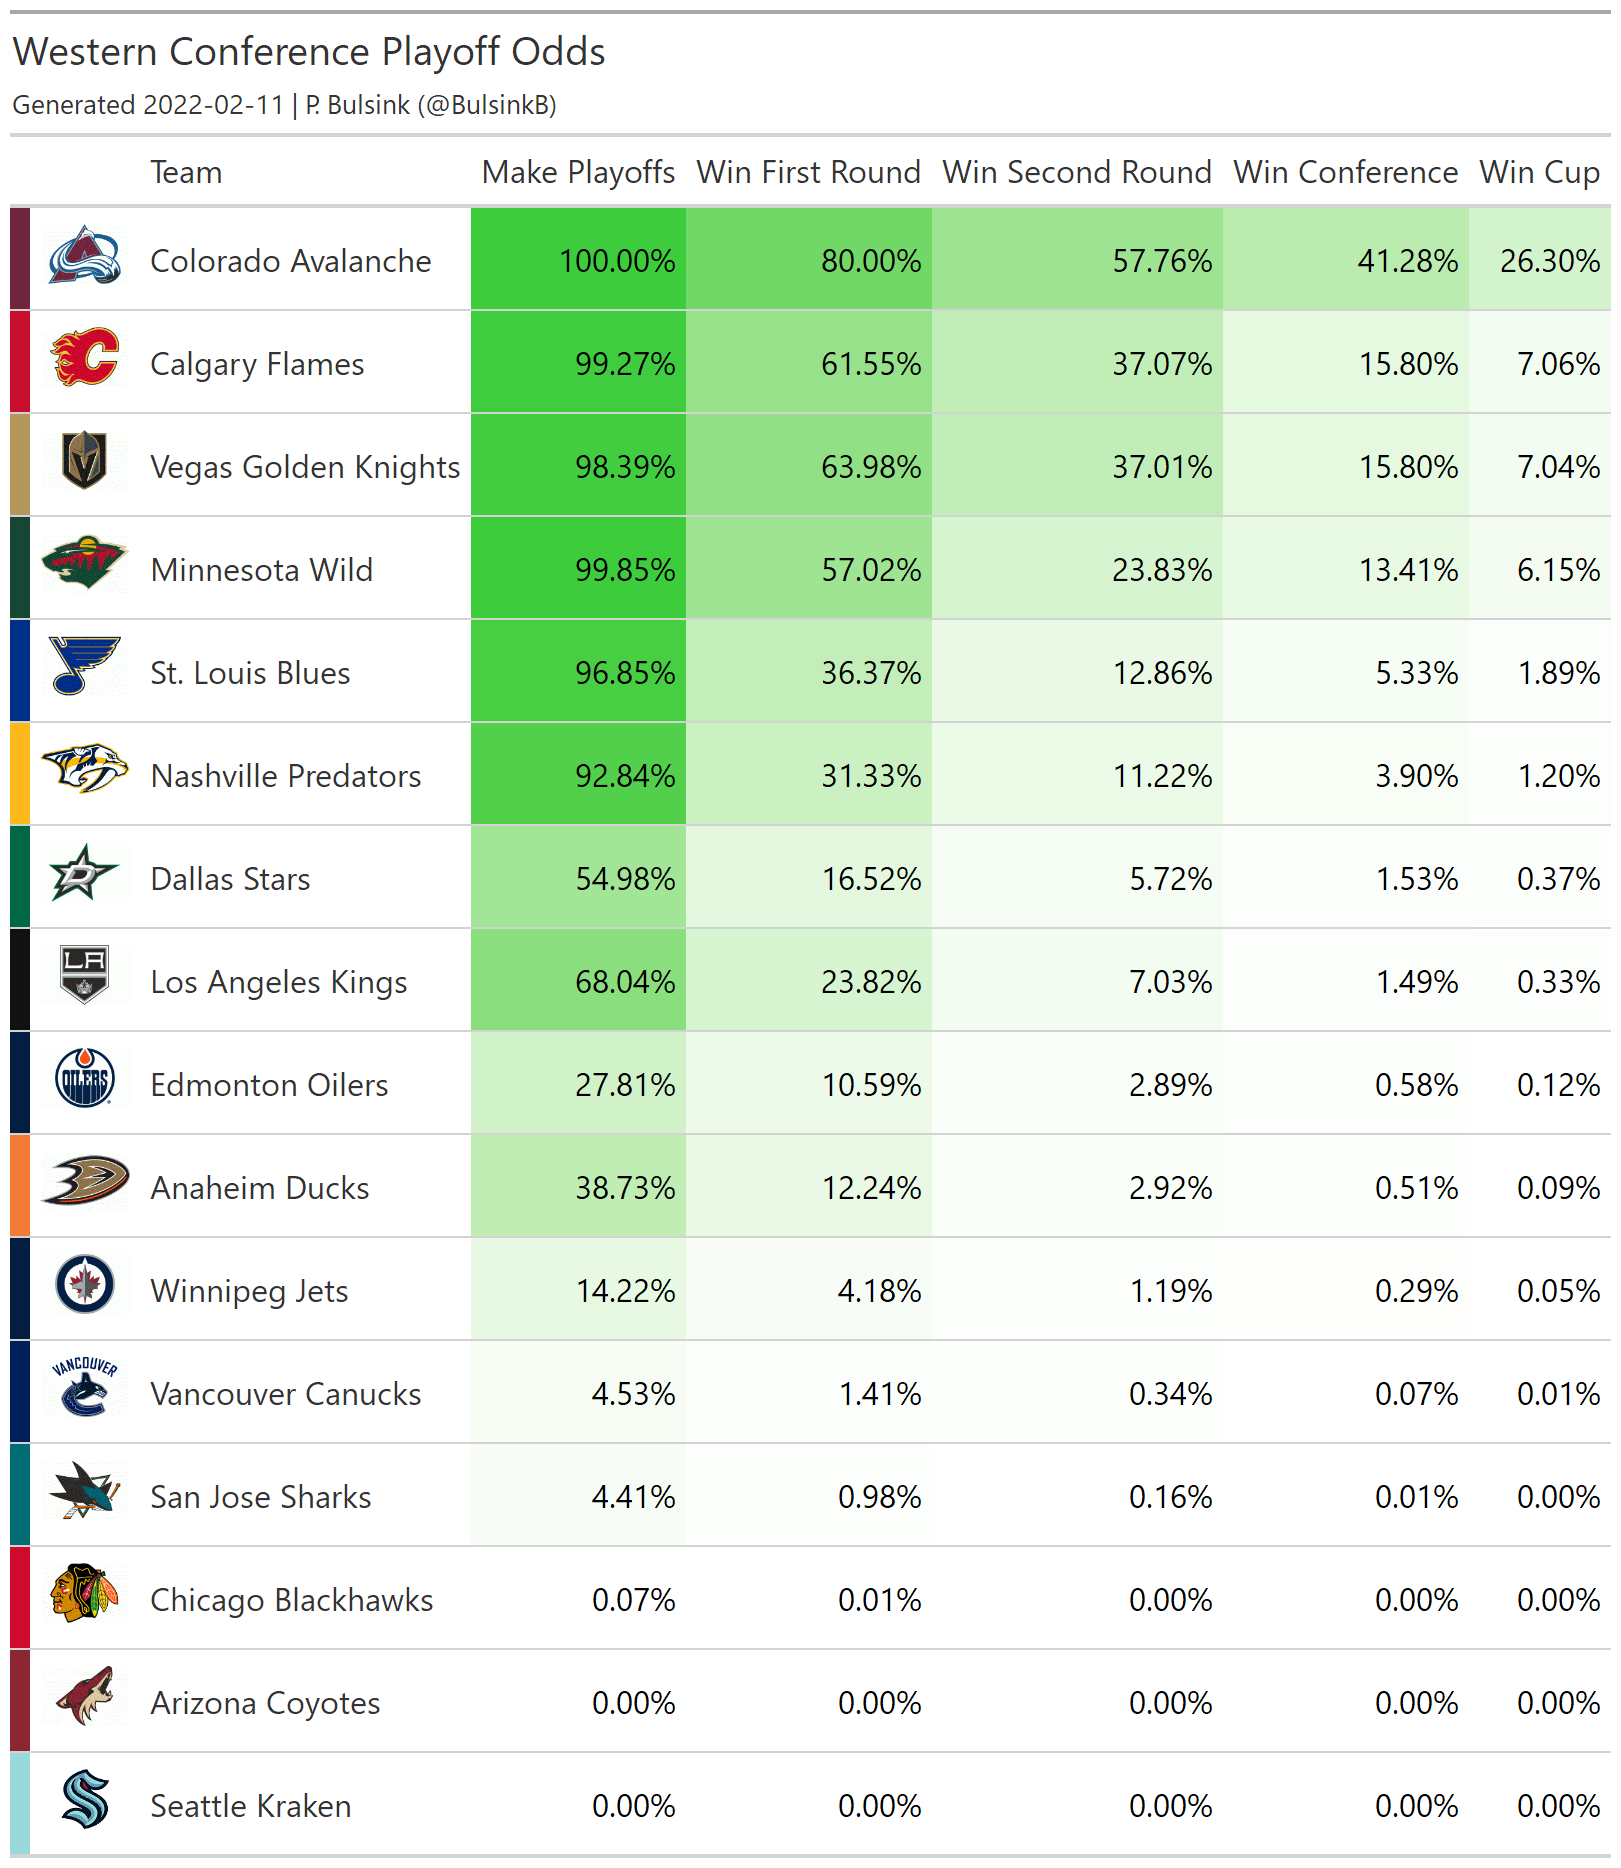 Western Conference Playoff Odds
Generated 2022-02-11 | P. Bulsink (@BulsinkB)
Team Make Playoffs Win First Round Win Second Round Win Conference Win Cup
Colorado Avalanche 100.00% 80.00% 57.76% 41.28% 26.30%
Calgary Flames 99.27% 61.55% 37.07% 15.80% 7.06%
Vegas Golden Knights 98.39% 63.98% 37.01% 15.80% 7.04%
Minnesota Wild 99.85% 57.02% 23.83% 13.41% 6.15%
St. Louis Blues 96.85% 36.37% 12.86% 5.33% 1.89%
Nashville Predators 92.84% 31.33% 11.22% 3.90% 1.20%
Dallas Stars 54.98% 16.52% 5.72% 1.53% 0.37%
LA
Los Angeles Kings 68.04% 23.82% 7.03% 1.49% 0.33%
OILERS
Edmonton Oilers 27.81% 10.59% 2.89% 0.58% 0.12%
Anaheim Ducks 38.73% 12.24% 2.92% 0.51% 0.09%
Winnipeg Jets 14.22% 4.18% 1.19% 0.29% 0.05%
VANCOUVER
Vancouver Canucks 4.53% 1.41% 0.34% 0.07% 0.01%
San Jose Sharks 4.41% 0.98% 0.16% 0.01% 0.00%
Chicago Blackhawks 0.07% 0.01% 0.00% 0.00% 0.00%
Arizona Coyotes 0.00% 0.00% 0.00% 0.00% 0.00%
Seattle Kraken 0.00% 0.00% 0.00% 0.00% 0.00%